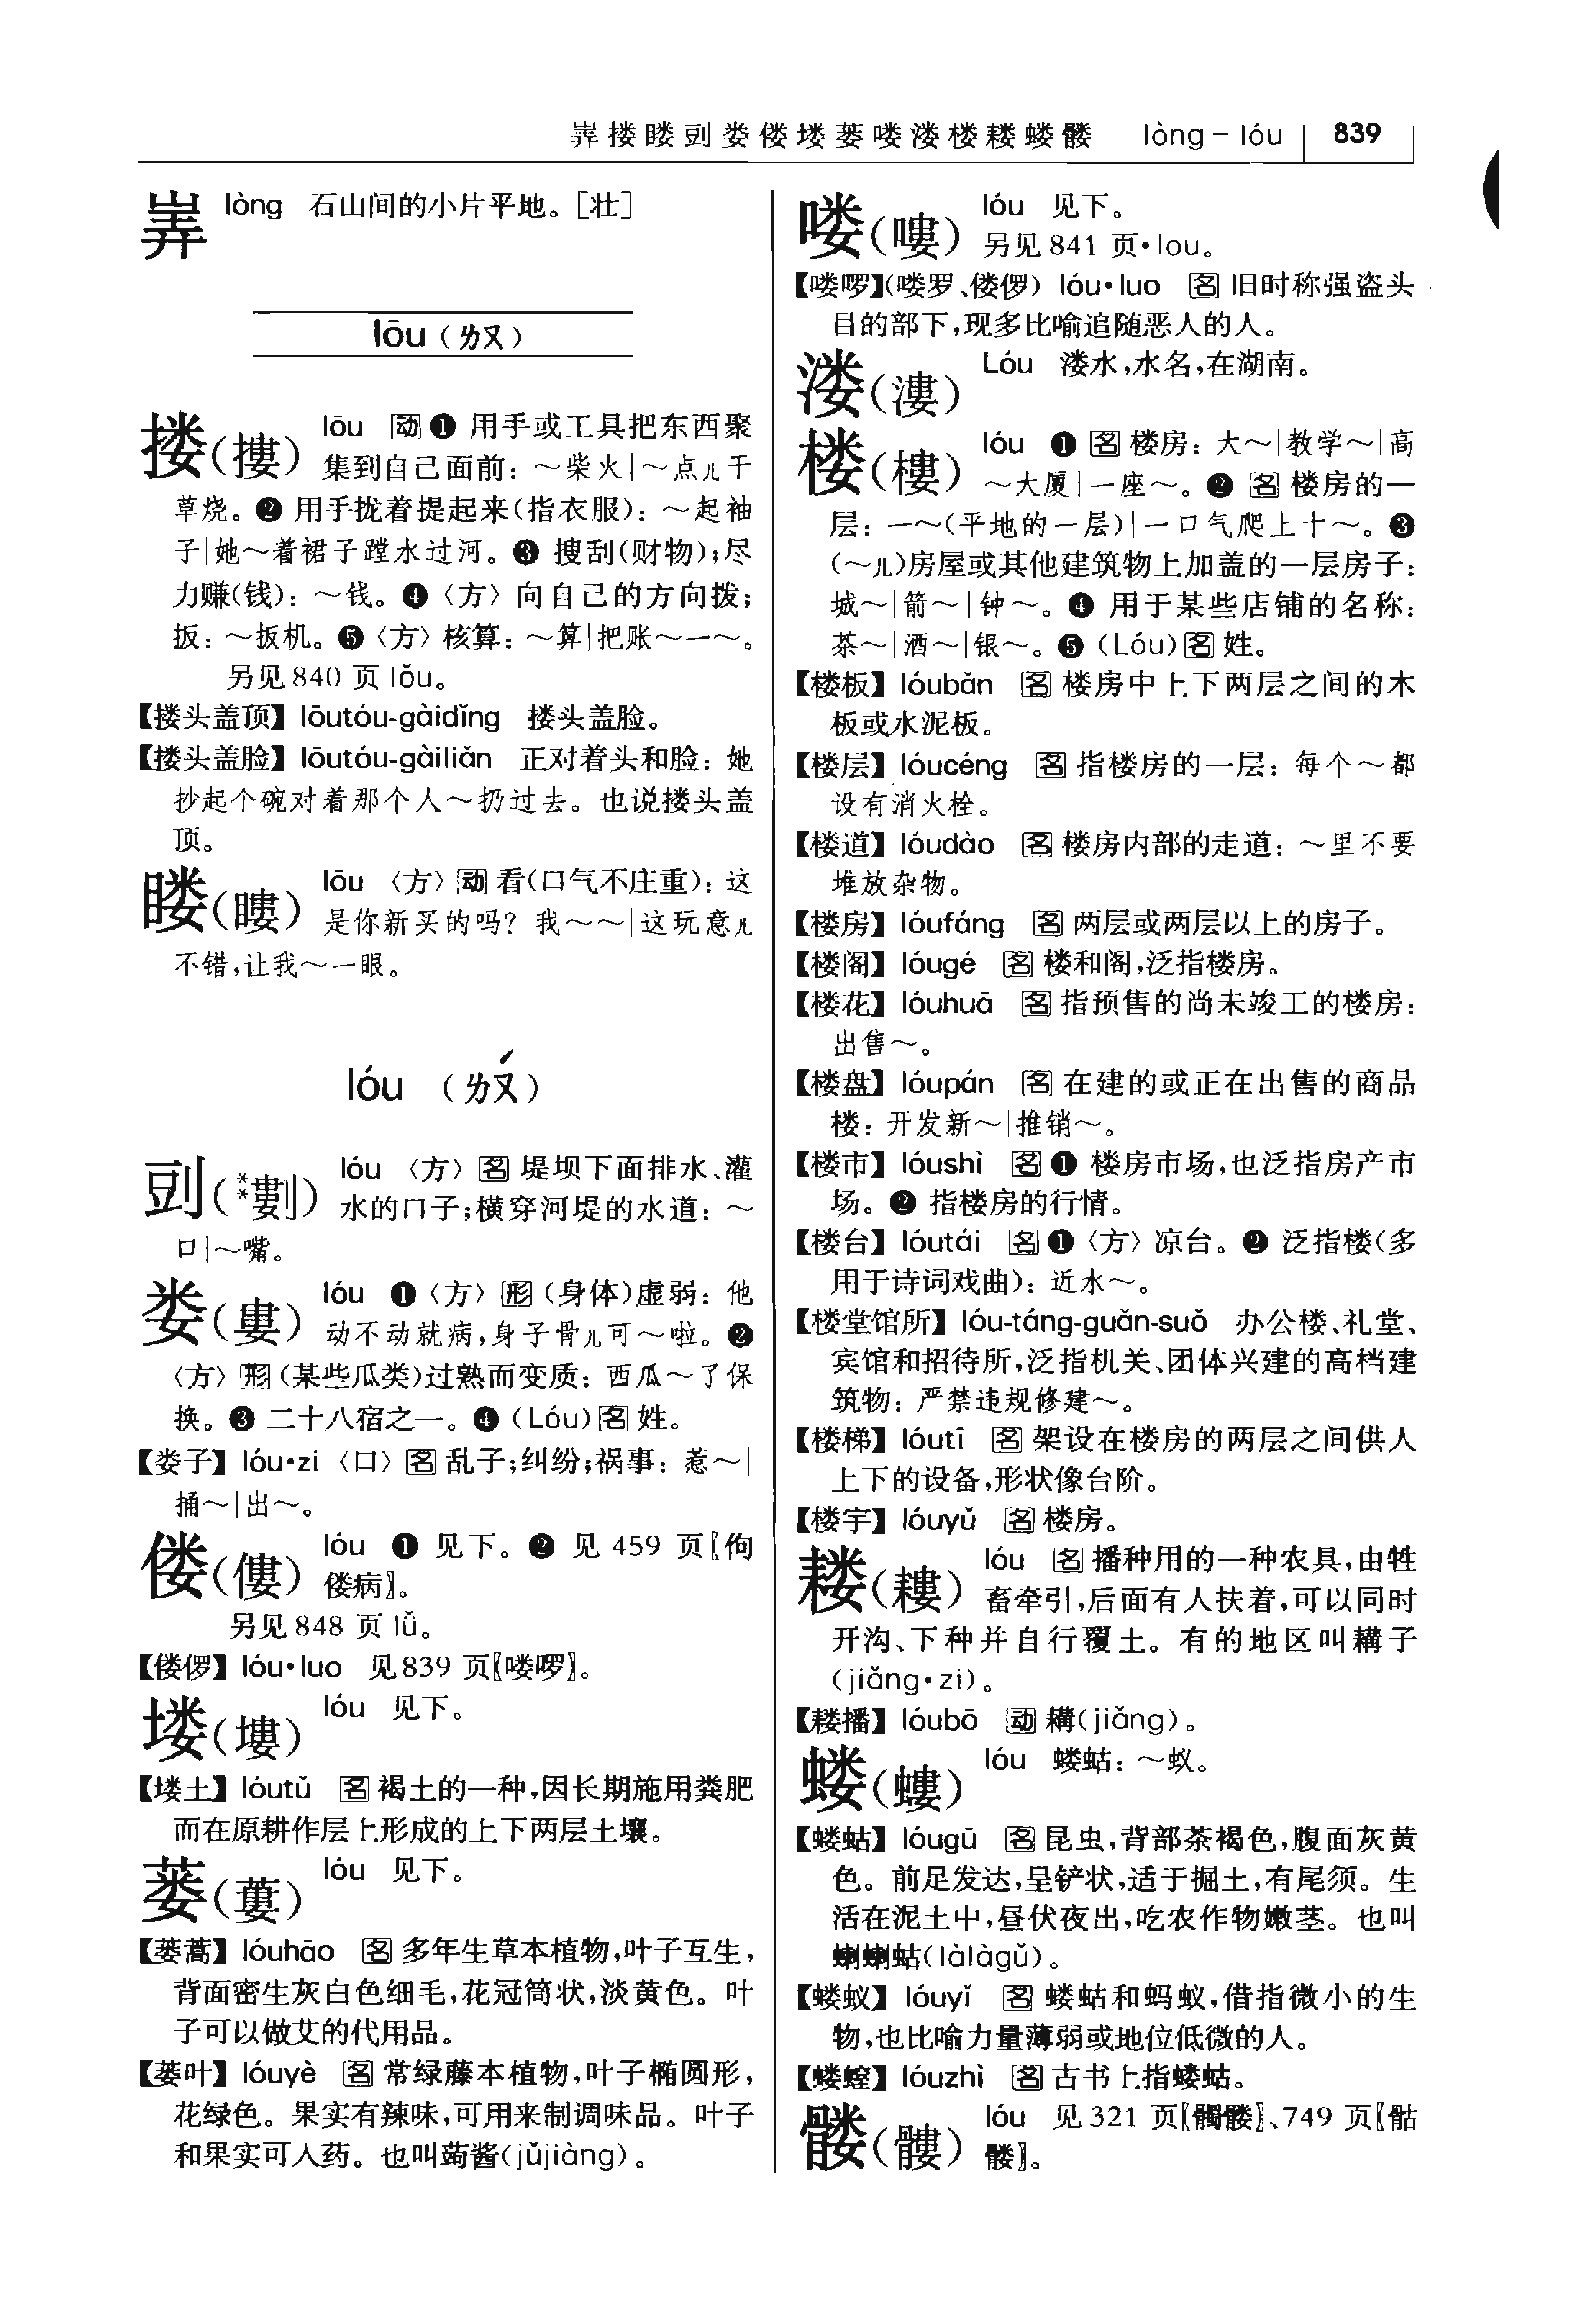 㟖搂䁖剅娄偻塿蒌喽溇楼耧蝼髅 lòng－lóu 839
㟖 lòng 石山间的小片平地。［壮］
lōu（ㄌㄡ）
搂（摟） lōu 动 ❶ 用手或工具把东西聚
集到自己面前：～柴火|～点儿干
草烧。❷ 用手拢着提起来（指衣服）：～起袖
子|她～着裙子蹚水过河。❸ 搜刮（财物）；尽
力赚（钱）：～钱。❹〈方〉向自己的方向拨；
扳：～扳机。❺〈方〉核算：～算|把账～一～。
另见 840 页 lǒu。
【搂头盖顶】lōutóu-gàidǐng 搂头盖脸。
【搂头盖脸】lōutóu-gàiliǎn 正对着头和脸：她
抄起个碗对着那个人～扔过去。也说搂头盖
顶。
䁖（瞜） lōu 〈方〉动 看（口气不庄重）：这
是你新买的吗？我～～|这玩意儿
不错，让我～一眼。
lóu（ㄌㄡˊ）
剅（**㔷） lóu 〈方〉名 堤坝下面排水、灌
水的口子；横穿河堤的水道：～
口|～嘴。
娄（婁） lóu ❶〈方〉形（身体）虚弱：他
动不动就病，身子骨儿可～啦。❷
〈方〉形（某些瓜类）过熟而变质：西瓜～了保
换。❸ 二十八宿之一。❹（Lóu）名 姓。
【娄子】lóu·zi〈口〉名 乱子；纠纷；祸事：惹～|
捅～|出～。
偻（僂） lóu ❶ 见下。❷ 见 459 页〖佝
偻病〗。
另见 848 页 lǚ。
【偻㑩】lóu·luo 见 839 页〖喽啰〗。
塿（塿） lóu 见下。
【塿土】lóutǔ 名 褐土的一种，因长期施用粪肥
而在原耕作层上形成的上下两层土壤。
蒌（蔞） lóu 见下。
【蒌蒿】lóuhāo 名 多年生草本植物，叶子互生，
背面密生灰白色细毛，花冠筒状，淡黄色。叶
子可以做艾的代用品。
【蒌叶】lóuyè 名 常绿藤本植物，叶子椭圆形，
花绿色。果实有辣味，可用来制调味品。叶子
和果实可入药。也叫蒟酱（jǔjiàng）。
喽（嘍） lóu 见下。
另见 841 页·lou。
【喽啰】（喽罗、偻㑩）lóu·luo 名 旧时称强盗头
目的部下，现多比喻追随恶人的人。
溇（漊） Lóu 溇水，水名，在湖南。
楼（樓） lóu ❶ 名 楼房：大～|教学～|高
～大厦|一座～。❷ 名 楼房的一
层：一～（平地的一层）|一口气爬上十～。❸
（～儿）房屋或其他建筑物上加盖的一层房子：
城～|箭～|钟～。❹ 用于某些店铺的名称：
茶～|酒～|银～。❺（Lóu）名 姓。
【楼板】lóubǎn 名 楼房中上下两层之间的木
板或水泥板。
【楼层】lóucéng 名 指楼房的一层：每个～都
设有消火栓。
【楼道】lóudào 名 楼房内部的走道：～里不要
堆放杂物。
【楼房】lóufáng 名 两层或两层以上的房子。
【楼阁】lóugé 名 楼和阁，泛指楼房。
【楼花】lóuhuā 名 指预售的尚未竣工的楼房：
出售～。
【楼盘】lóupán 名 在建的或正在出售的商品
楼：开发新～|推销～。
【楼市】lóushì 名 ❶ 楼房市场，也泛指房产市
场。❷ 指楼房的行情。
【楼台】lóutái 名 ❶〈方〉凉台。❷ 泛指楼（多
用于诗词戏曲）：近水～。
【楼堂馆所】lóu-táng-guǎn-suǒ 办公楼、礼堂、
宾馆和招待所，泛指机关、团体兴建的高档建
筑物：严禁违规修建～。
【楼梯】lóutī 名 架设在楼房的两层之间供人
上下的设备，形状像台阶。
【楼宇】lóuyǔ 名 楼房。
耧（耬） lóu 名 播种用的一种农具，由牲
畜牵引，后面有人扶着，可以同时
开沟、下种并自行覆土。有的地区叫耩子
（jiǎng·zi）。
【耧播】lóubō 动 耩（jiǎng）。
蝼（螻） lóu 蝼蛄：～蚁。
【蝼蛄】lóugū 名 昆虫，背部茶褐色，腹面灰黄
色。前足发达，呈铲状，适于掘土，有尾须。生
活在泥土中，昼伏夜出，吃农作物嫩茎。也叫
蝲蝲蛄（làlàgǔ）。
【蝼蚁】lóuyǐ 名 蝼蛄和蚂蚁，借指微小的生
物，也比喻力量薄弱或地位低微的人。
【蝼蛭】lóuzhì 名 古书上指蝼蛄。
髅（髏） lóu 见 321 页〖髑髅〗、749 页〖骷
髅〗。